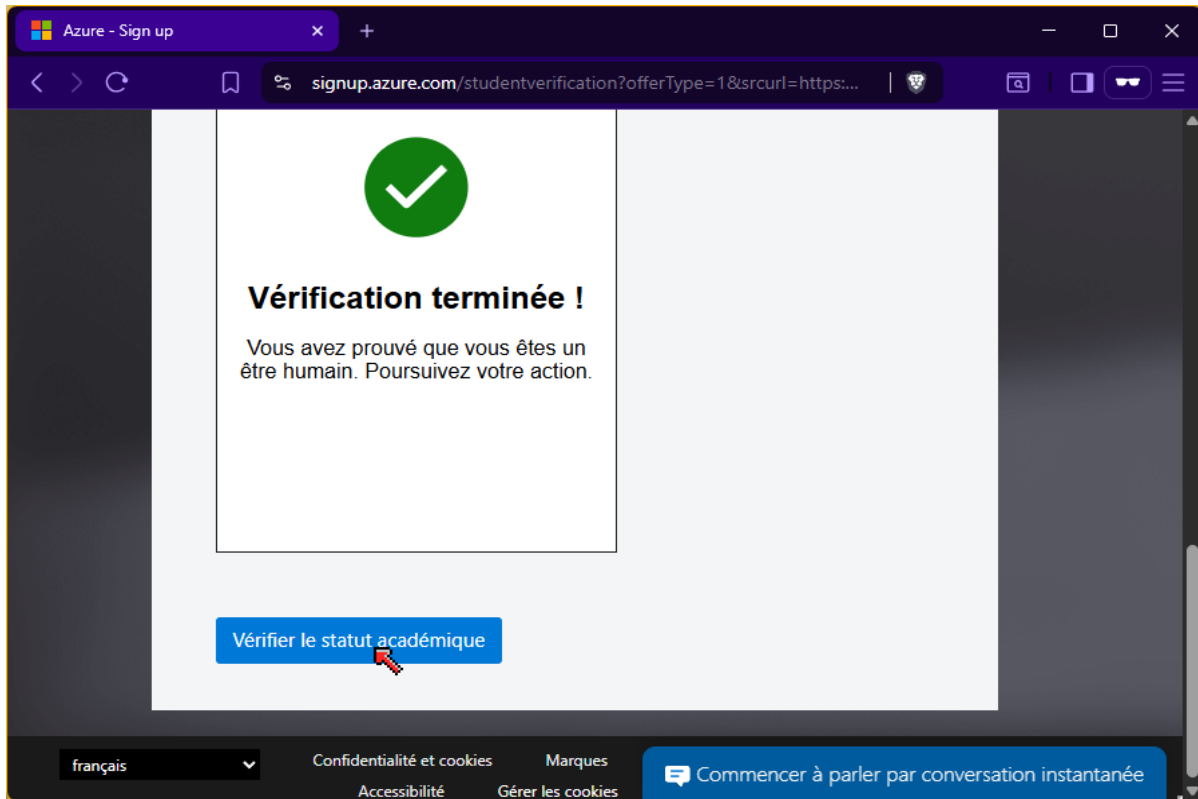 Azure - Sign up
signup.azure.com/studentverification?offerType=1&srcurl=https:...
Vérification terminée !
Vous avez prouvé que vous êtes un
être humain. Poursuivez votre action.
Vérifier le statut académique
français
Confidentialité et cookies
Marques
Accessibilité
Gérer les cookies
Commencer à parler par conversation instantanée